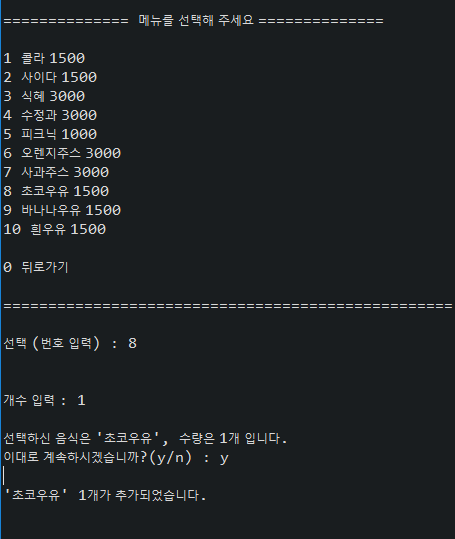 ============== 메뉴를 선택해 주세요 ==============
1 콜라 1500
2 사이다 1500
3 식혜 3000
4 수정과 3000
5 피크닉 1000
6 오렌지주스 3000
7 사과주스 3000
8 초코우유 1500
9 바나나우유 1500
10 흰우유 1500
0 뒤로가기
==================================================
선택 (번호 입력) : 8
개수 입력 : 1
선택하신 음식은 '초코우유', 수량은 1개 입니다.
이대로 계속하시겠습니까?(y/n) : y
'초코우유' 1개가 추가되었습니다.